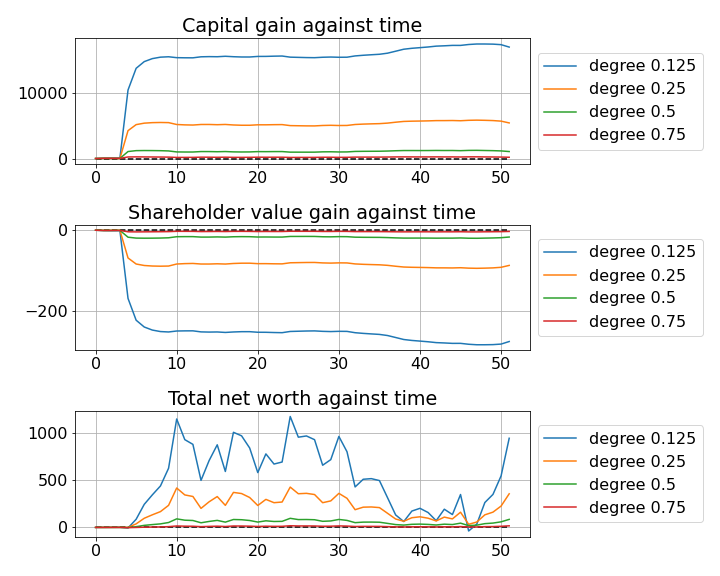 Capital gain against time
10000
0
0 10 20 30 40 50
degree 0.125
degree 0.25
degree 0.5
degree 0.75
Shareholder value gain against time
0
−200
0 10 20 30 40 50
degree 0.125
degree 0.25
degree 0.5
degree 0.75
Total net worth against time
1000
500
0
0 10 20 30 40 50
degree 0.125
degree 0.25
degree 0.5
degree 0.75